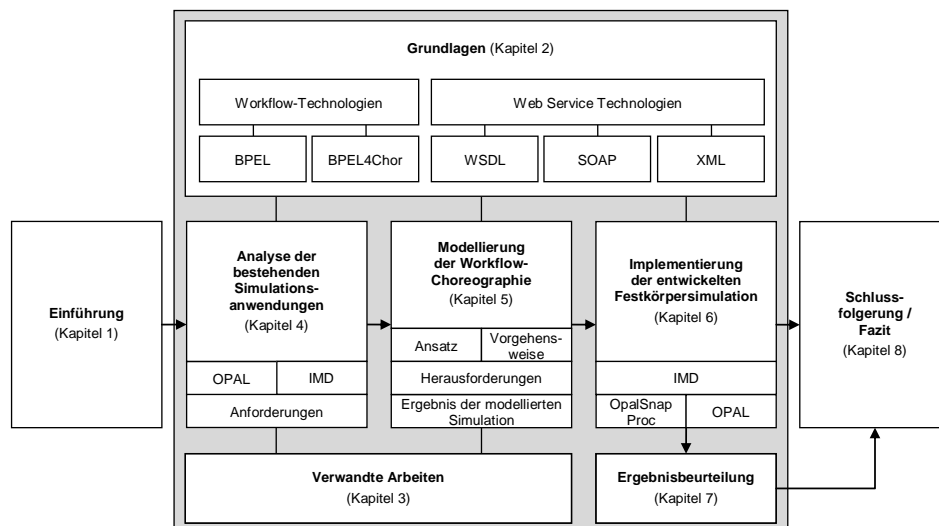 Grundlagen (Kapitel 2)
Workflow-Technologien
Web Service Technologien
BPEL
BPEL4Chor
WSDL
SOAP
XML
Einführung
(Kapitel 1)
Analyse der
bestehenden
Simulations-
anwendungen
(Kapitel 4)
OPAL
IMD
Anforderungen
Modellierung
der Workflow-
Choreographie
(Kapitel 5)
Ansatz
Vorgehens-
weise
Herausforderungen
Ergebnis der modellierten
Simulation
Implementierung
der entwickelten
Festkörpersimulation
(Kapitel 6)
IMD
OpalSnap
Proc
OPAL
Schluss-
folgerung /
Fazit
(Kapitel 8)
Verwandte Arbeiten
(Kapitel 3)
Ergebnisbeurteilung
(Kapitel 7)